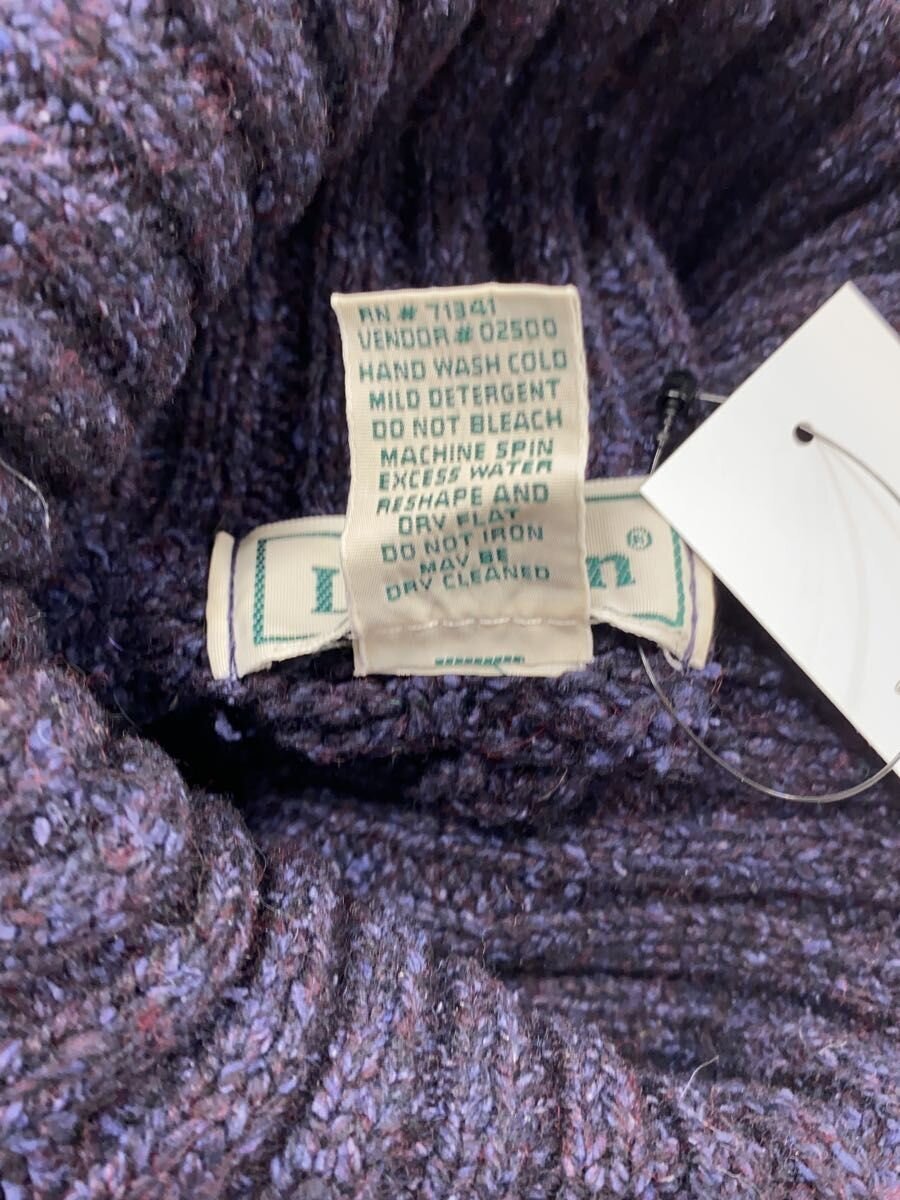 RN # 71341
VENDOR # 02500
HAND WASH COLD
MILD DETERGENT
DO NOT BLEACH
MACHINE SPIN
EXCESS WATER
RESHAPE AND
DRY FLAT
DO NOT IRON
MAY BE
DRY CLEANED
®